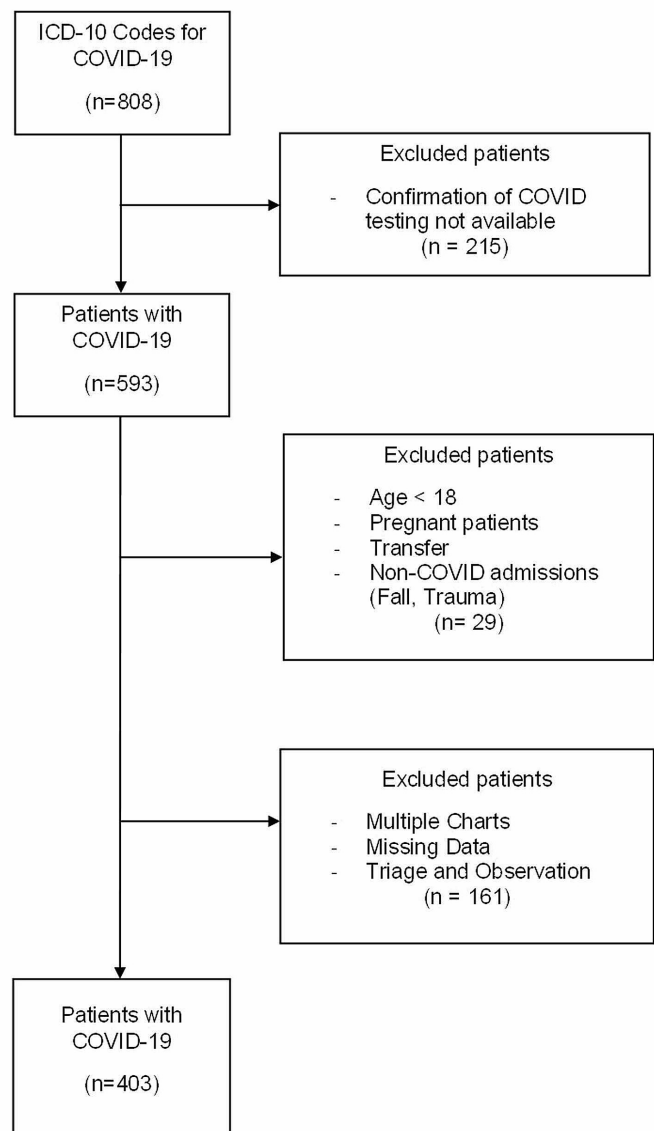 ICD-10 Codes for
COVID-19
(n=808)
Excluded patients
- Confirmation of COVID
testing not available
(n = 215)
Patients with
COVID-19
(n=593)
Excluded patients
- Age < 18
- Pregnant patients
- Transfer
- Non-COVID admissions
(Fall, Trauma)
(n= 29)
Excluded patients
- Multiple Charts
- Missing Data
- Triage and Observation
(n = 161)
Patients with
COVID-19
(n=403)